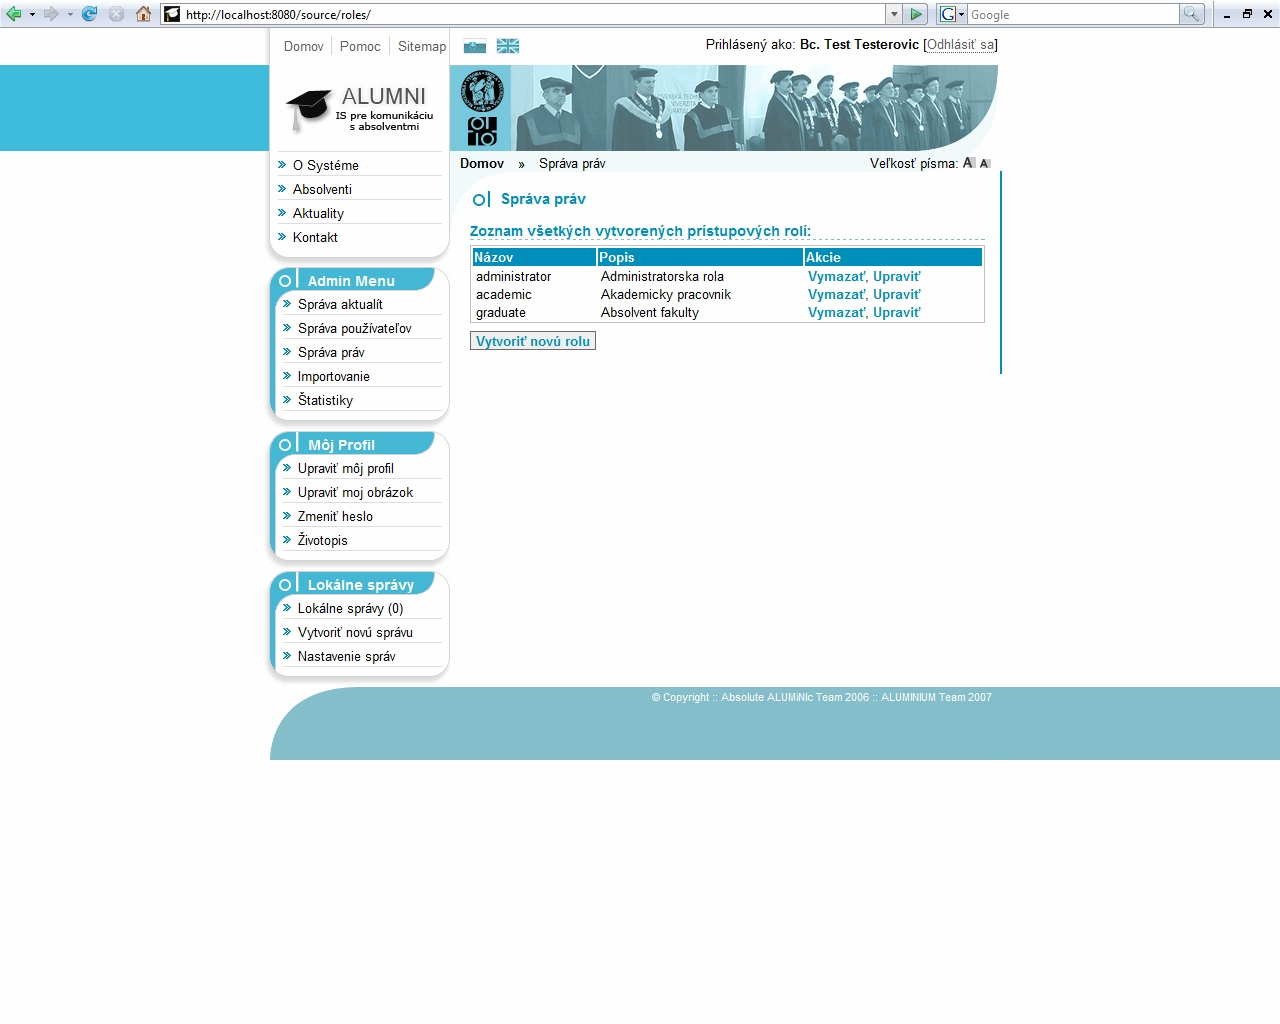 http://localhost:8080/source/roles/
Google
Domov Pomoc Sitemap
Prihlásený ako: Bc. Test Testerovic [Odhlásiť sa]
ALUMNI
IS pre komunikáciu
s absolventmi
O Systéme
Absolventi
Aktuality
Kontakt
Admin Menu
Správa aktualít
Správa používateľov
Správa práv
Importovanie
Štatistiky
Môj Profil
Upraviť môj profil
Upraviť moj obrázok
Zmeniť heslo
Životopis
Lokálne správy
Lokálne správy (0)
Vytvoriť novú správu
Nastavenie správ
Domov » Správa práv
Veľkosť písma: A A
Správa práv
Zoznam všetkých vytvorených prístupových rolí:
Názov Popis Akcie
administrator Administratorska rola Vymazať, Upraviť
academic Akademicky pracovnik Vymazať, Upraviť
graduate Absolvent fakulty Vymazať, Upraviť
Vytvoriť novú rolu
© Copyright :: Absolute ALUMiNIc Team 2006 :: ALUMINIUM Team 2007